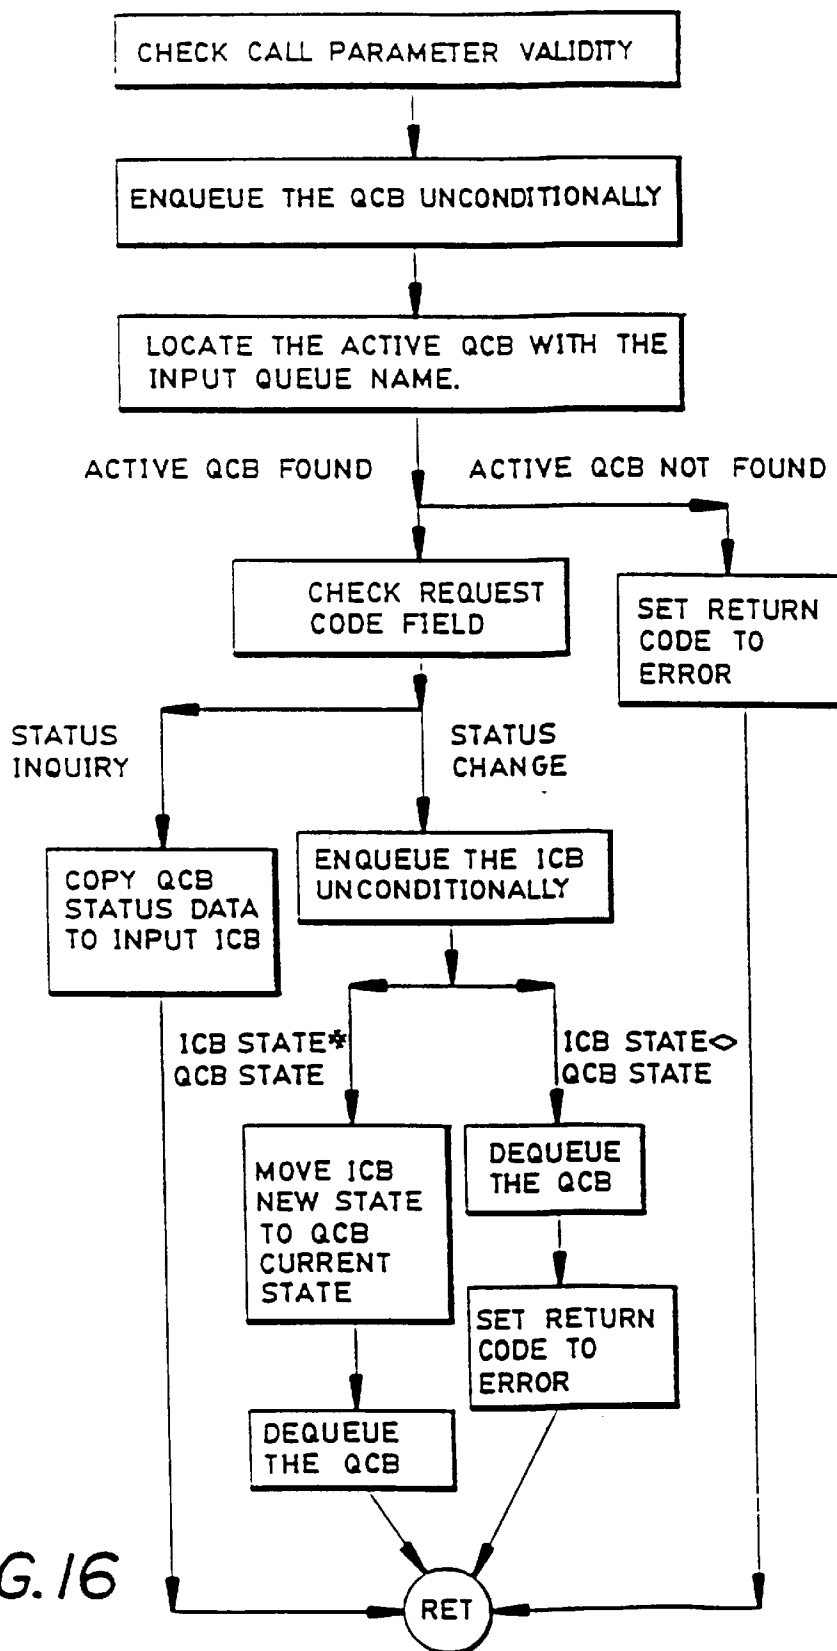 CHECK CALL PARAMETER VALIDITY
ENQUEUE THE QCB UNCONDITIONALLY
LOCATE THE ACTIVE QCB WITH THE
INPUT QUEUE NAME.
ACTIVE QCB FOUND
ACTIVE QCB NOT FOUND
CHECK REQUEST
CODE FIELD
SET RETURN
CODE TO
ERROR
STATUS
INQUIRY
STATUS
CHANGE
COPY QCB
STATUS DATA
TO INPUT ICB
ENQUEUE THE ICB
UNCONDITIONALLY
ICB STATE*
QCB STATE
ICB STATE<>
QCB STATE
MOVE ICB
NEW STATE
TO QCB
CURRENT
STATE
DEQUEUE
THE QCB
SET RETURN
CODE TO
ERROR
DEQUEUE
THE QCB
G.16
RET